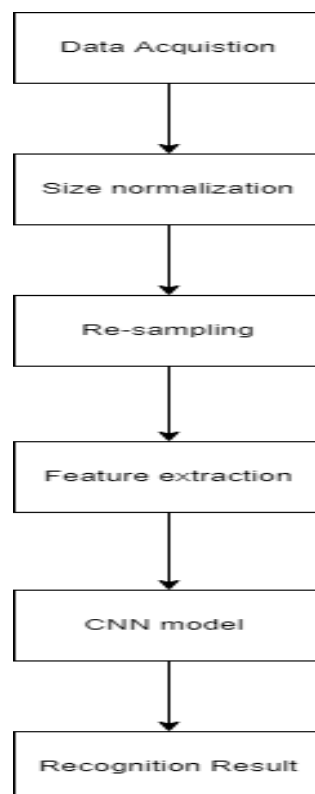 Data Acquistion
Size normalization
Re-sampling
Feature extraction
CNN model
Recognition Result